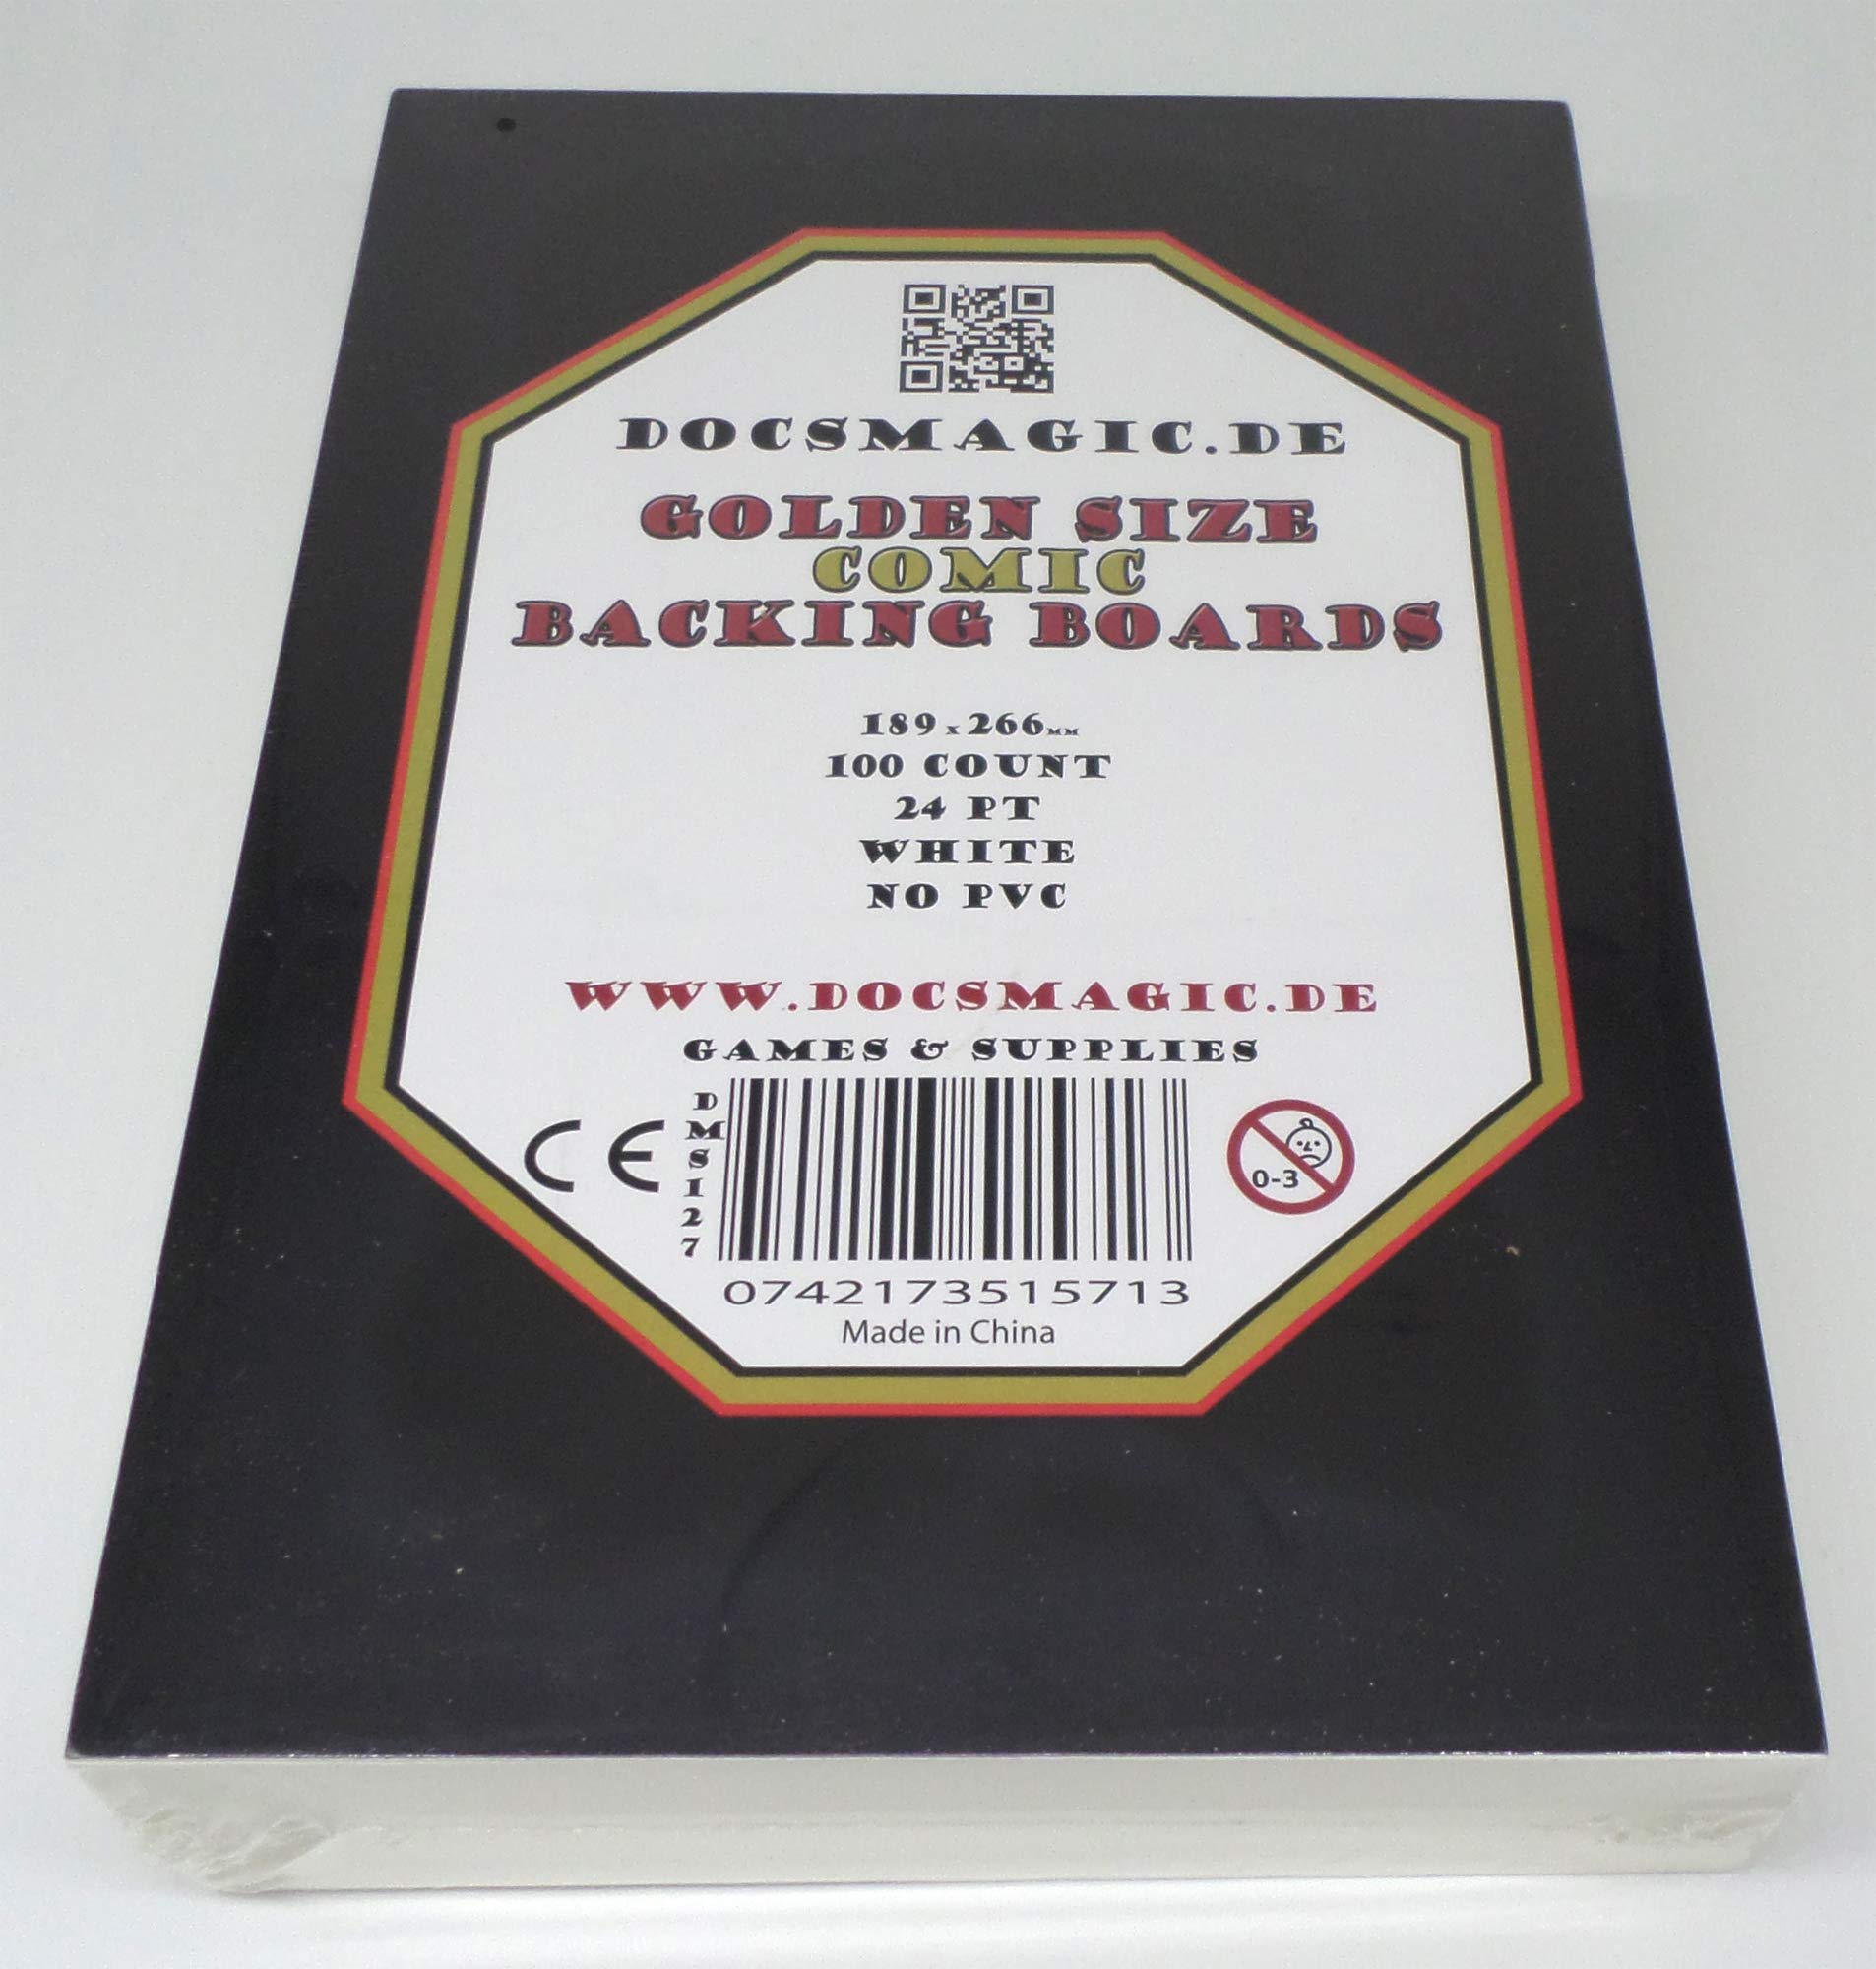 DOCSMAGIC.DE
GOLDEN SIZE
COMIC
BACKING BOARDS
189 x 266mm
100 COUNT
24 PT
WHITE
NO PVC
WWW.DOCSMAGIC.DE
GAMES & SUPPLIES
CE
DMS127
0-3
0742173515713
Made in China